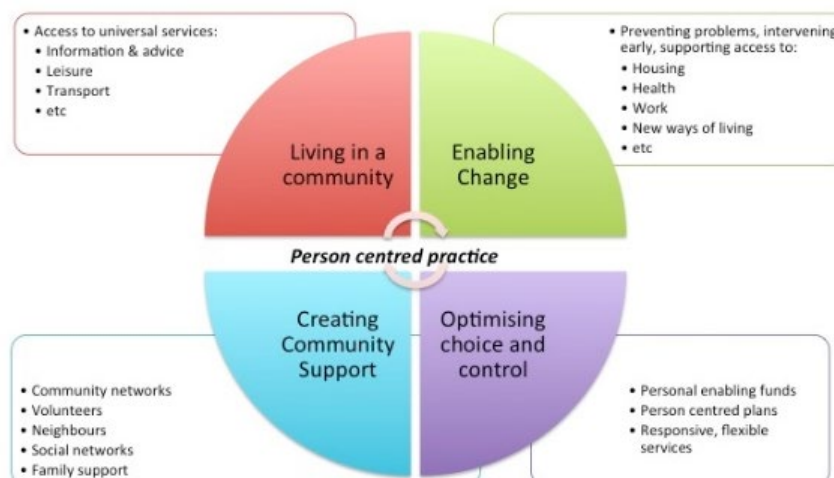 • Access to universal services:
• Information & advice
• Leisure
• Transport
• etc
• Preventing problems, intervening
early, supporting access to:
• Housing
• Health
• Work
• New ways of living
• etc
Living in a
community
Enabling
Change
Person centred practice
Creating
Community
Support
Optimising
choice and
control
• Community networks
• Volunteers
• Neighbours
• Social networks
• Family support
• Personal enabling funds
• Person centred plans
• Responsive, flexible
services